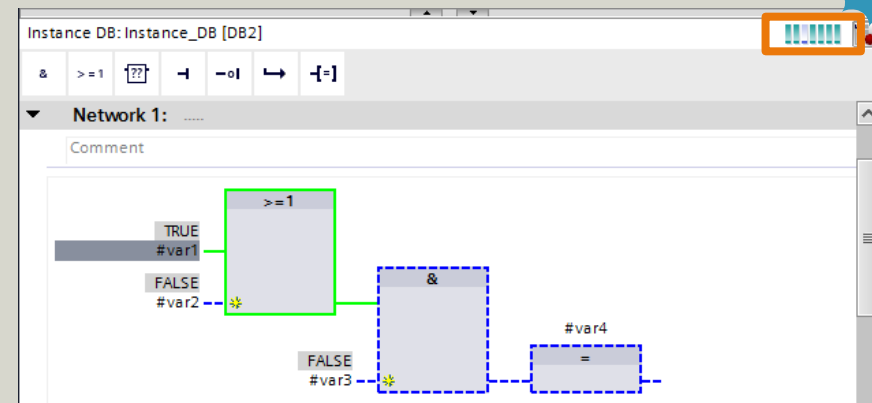 Instance DB: Instance_DB [DB2]
& >=1 ?? =
Network 1: .....
Comment
>=1
TRUE
#var1
FALSE
#var2
&
#var4
=
FALSE
#var3